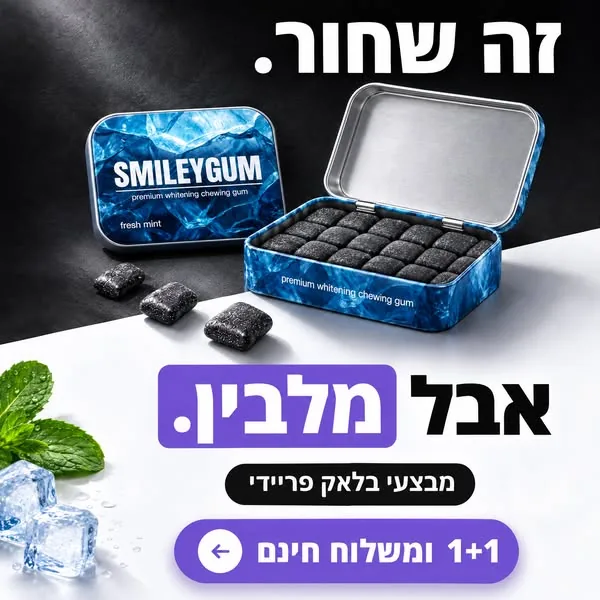 זה שחור.
SMILEYGUM
premium whitening chewing gum
fresh mint
premium whitening chewing gum
אבל מלבין.
מבצעי בלאק פריידי
1+1 ומשלוח חינם